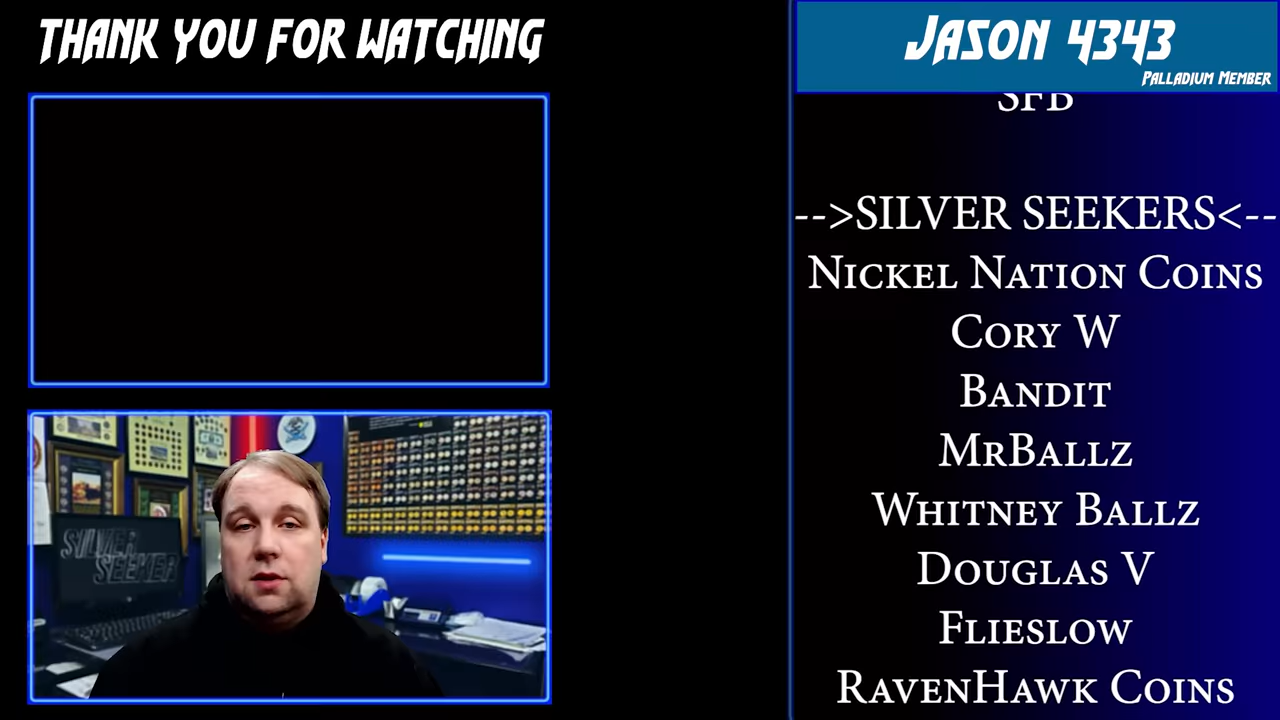 THANK YOU FOR WATCHING
JASON 4343
PALLADIUM MEMBER
SFB
-->SILVER SEEKERS<--
NICKEL NATION COINS
CORY W
BANDIT
MRBALLZ
WHITNEY BALLZ
DOUGLAS V
FLIESLOW
RAVENHAWK COINS
SILVER
SEEKER